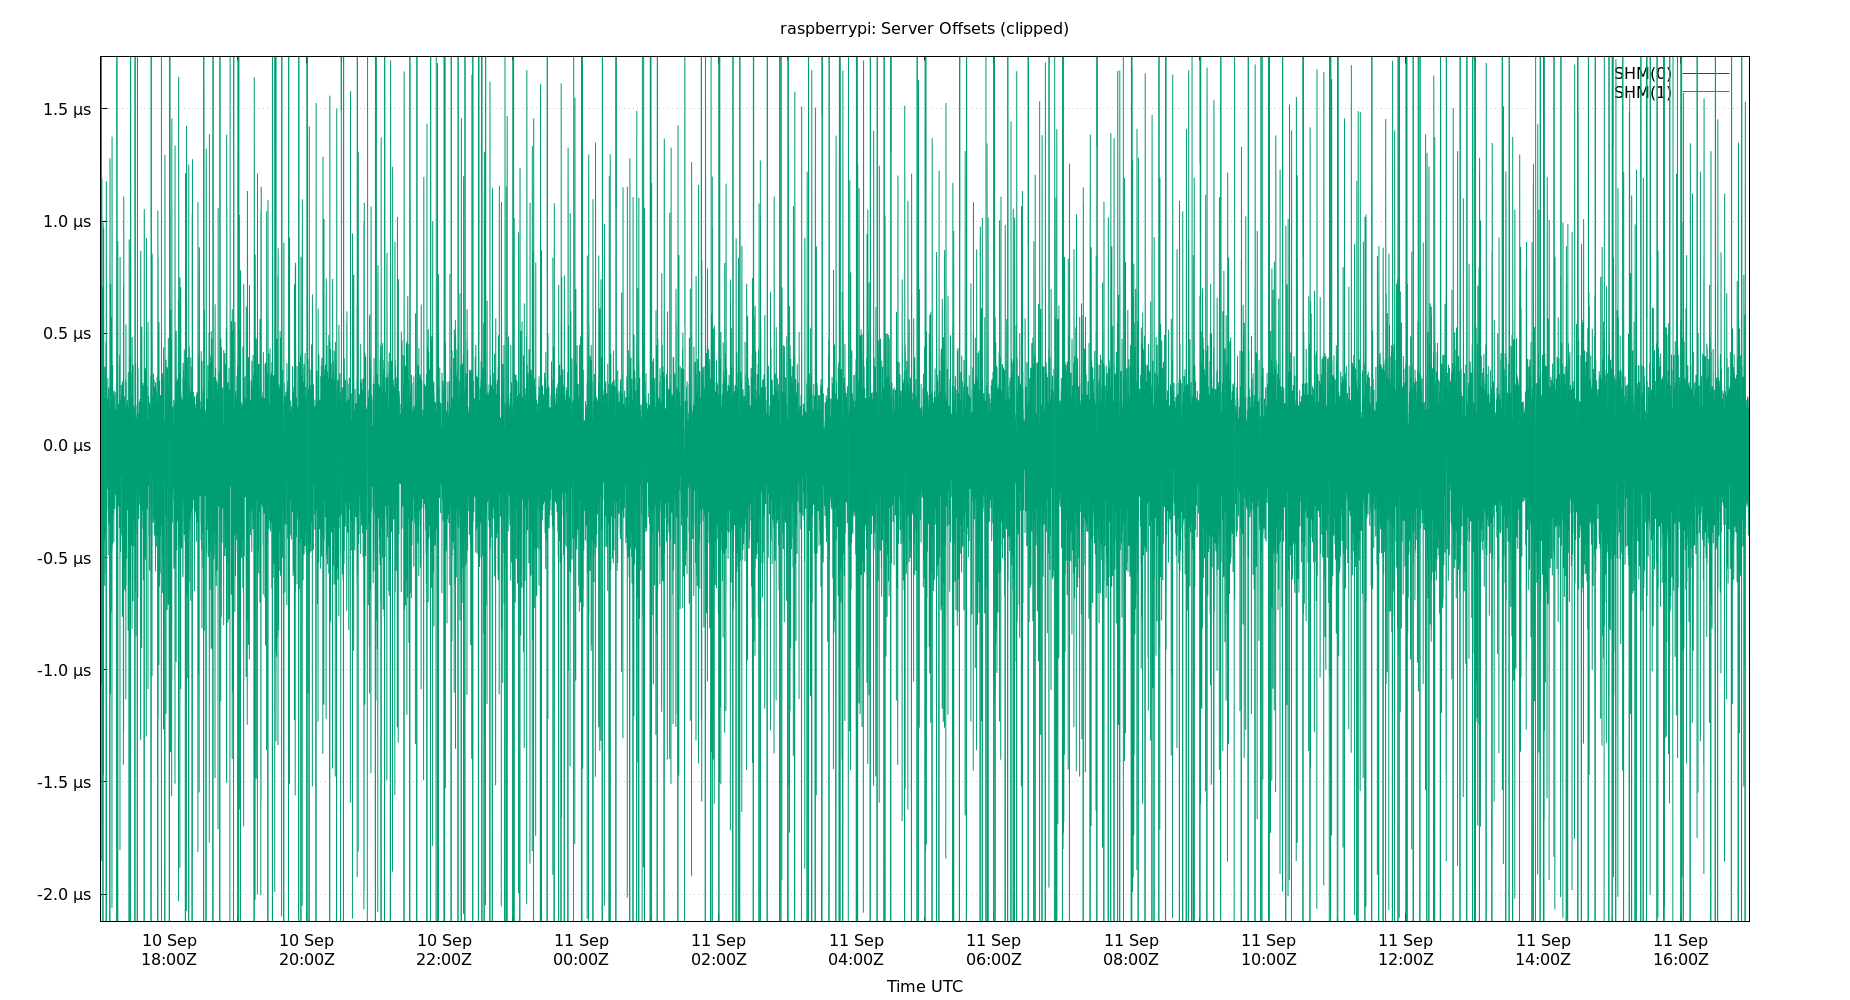 raspberrypi: Server Offsets (clipped)
SHM(0)
SHM(1)
1.5 µs
1.0 µs
0.5 µs
0.0 µs
-0.5 µs
-1.0 µs
-1.5 µs
-2.0 µs
10 Sep 10 Sep 10 Sep 11 Sep 11 Sep 11 Sep 11 Sep 11 Sep 11 Sep 11 Sep 11 Sep 11 Sep
18:00Z 20:00Z 22:00Z 00:00Z 02:00Z 04:00Z 06:00Z 08:00Z 10:00Z 12:00Z 14:00Z 16:00Z
Time UTC